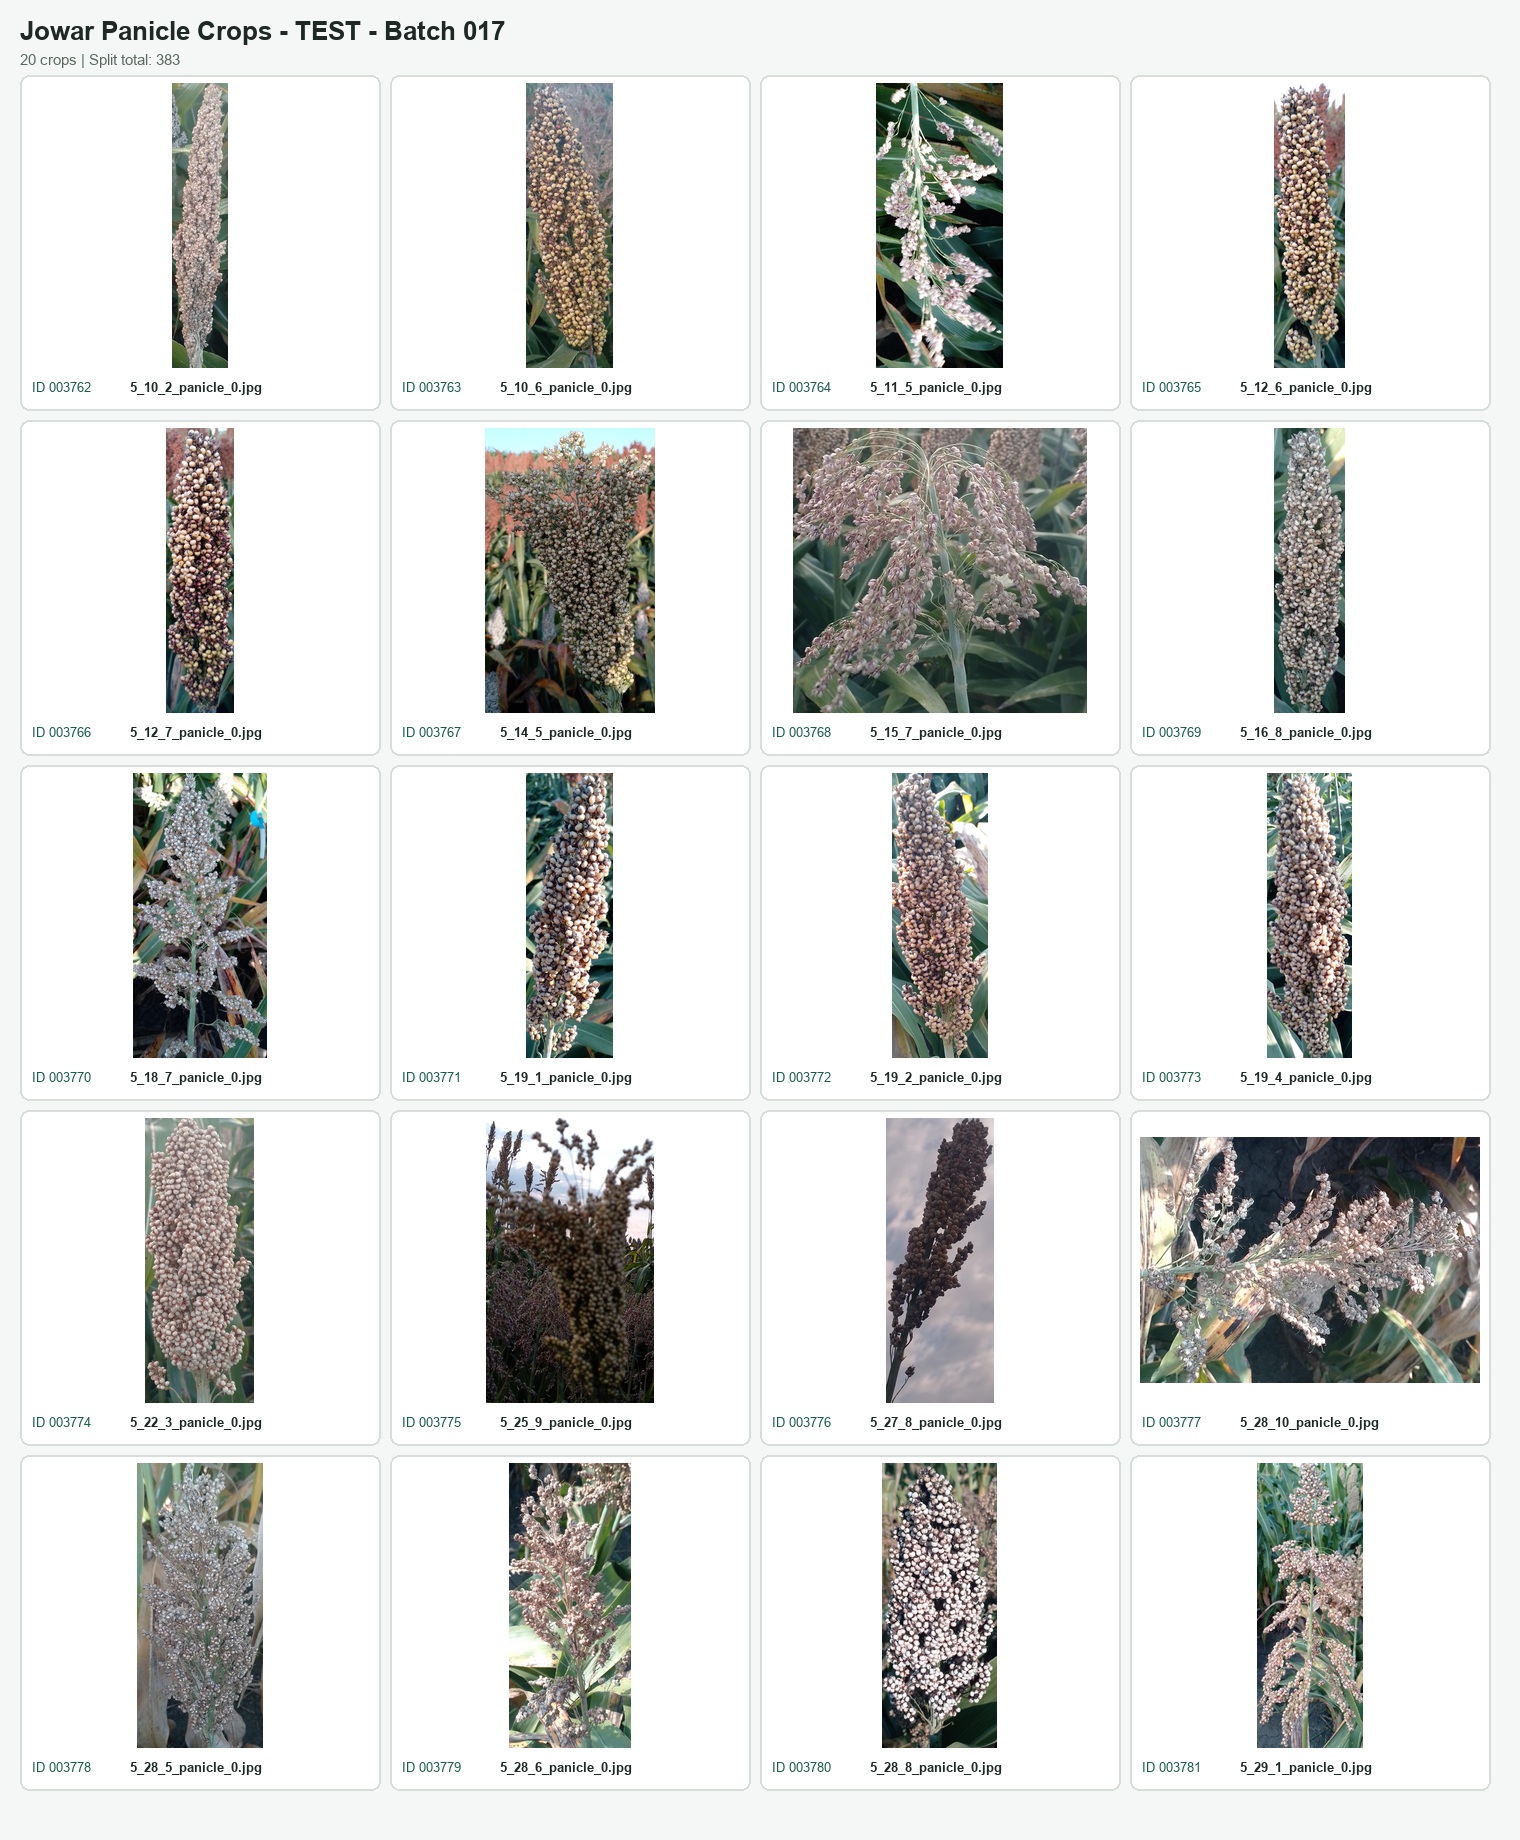 Jowar Panicle Crops - TEST - Batch 017
20 crops | Split total: 383
ID 003762 5_10_2_panicle_0.jpg
ID 003763 5_10_6_panicle_0.jpg
ID 003764 5_11_5_panicle_0.jpg
ID 003765 5_12_6_panicle_0.jpg
ID 003766 5_12_7_panicle_0.jpg
ID 003767 5_14_5_panicle_0.jpg
ID 003768 5_15_7_panicle_0.jpg
ID 003769 5_16_8_panicle_0.jpg
ID 003770 5_18_7_panicle_0.jpg
ID 003771 5_19_1_panicle_0.jpg
ID 003772 5_19_2_panicle_0.jpg
ID 003773 5_19_4_panicle_0.jpg
ID 003774 5_22_3_panicle_0.jpg
ID 003775 5_25_9_panicle_0.jpg
ID 003776 5_27_8_panicle_0.jpg
ID 003777 5_28_10_panicle_0.jpg
ID 003778 5_28_5_panicle_0.jpg
ID 003779 5_28_6_panicle_0.jpg
ID 003780 5_28_8_panicle_0.jpg
ID 003781 5_29_1_panicle_0.jpg